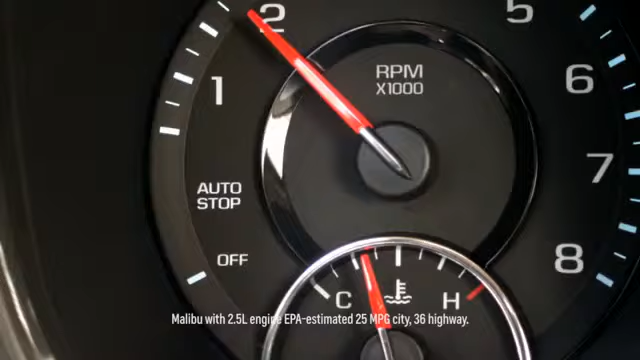 2
5
RPM
X1000
1
6
AUTO
STOP
7
OFF
8
C
H
Malibu with 2.5L engine EPA-estimated 25 MPG city, 36 highway.